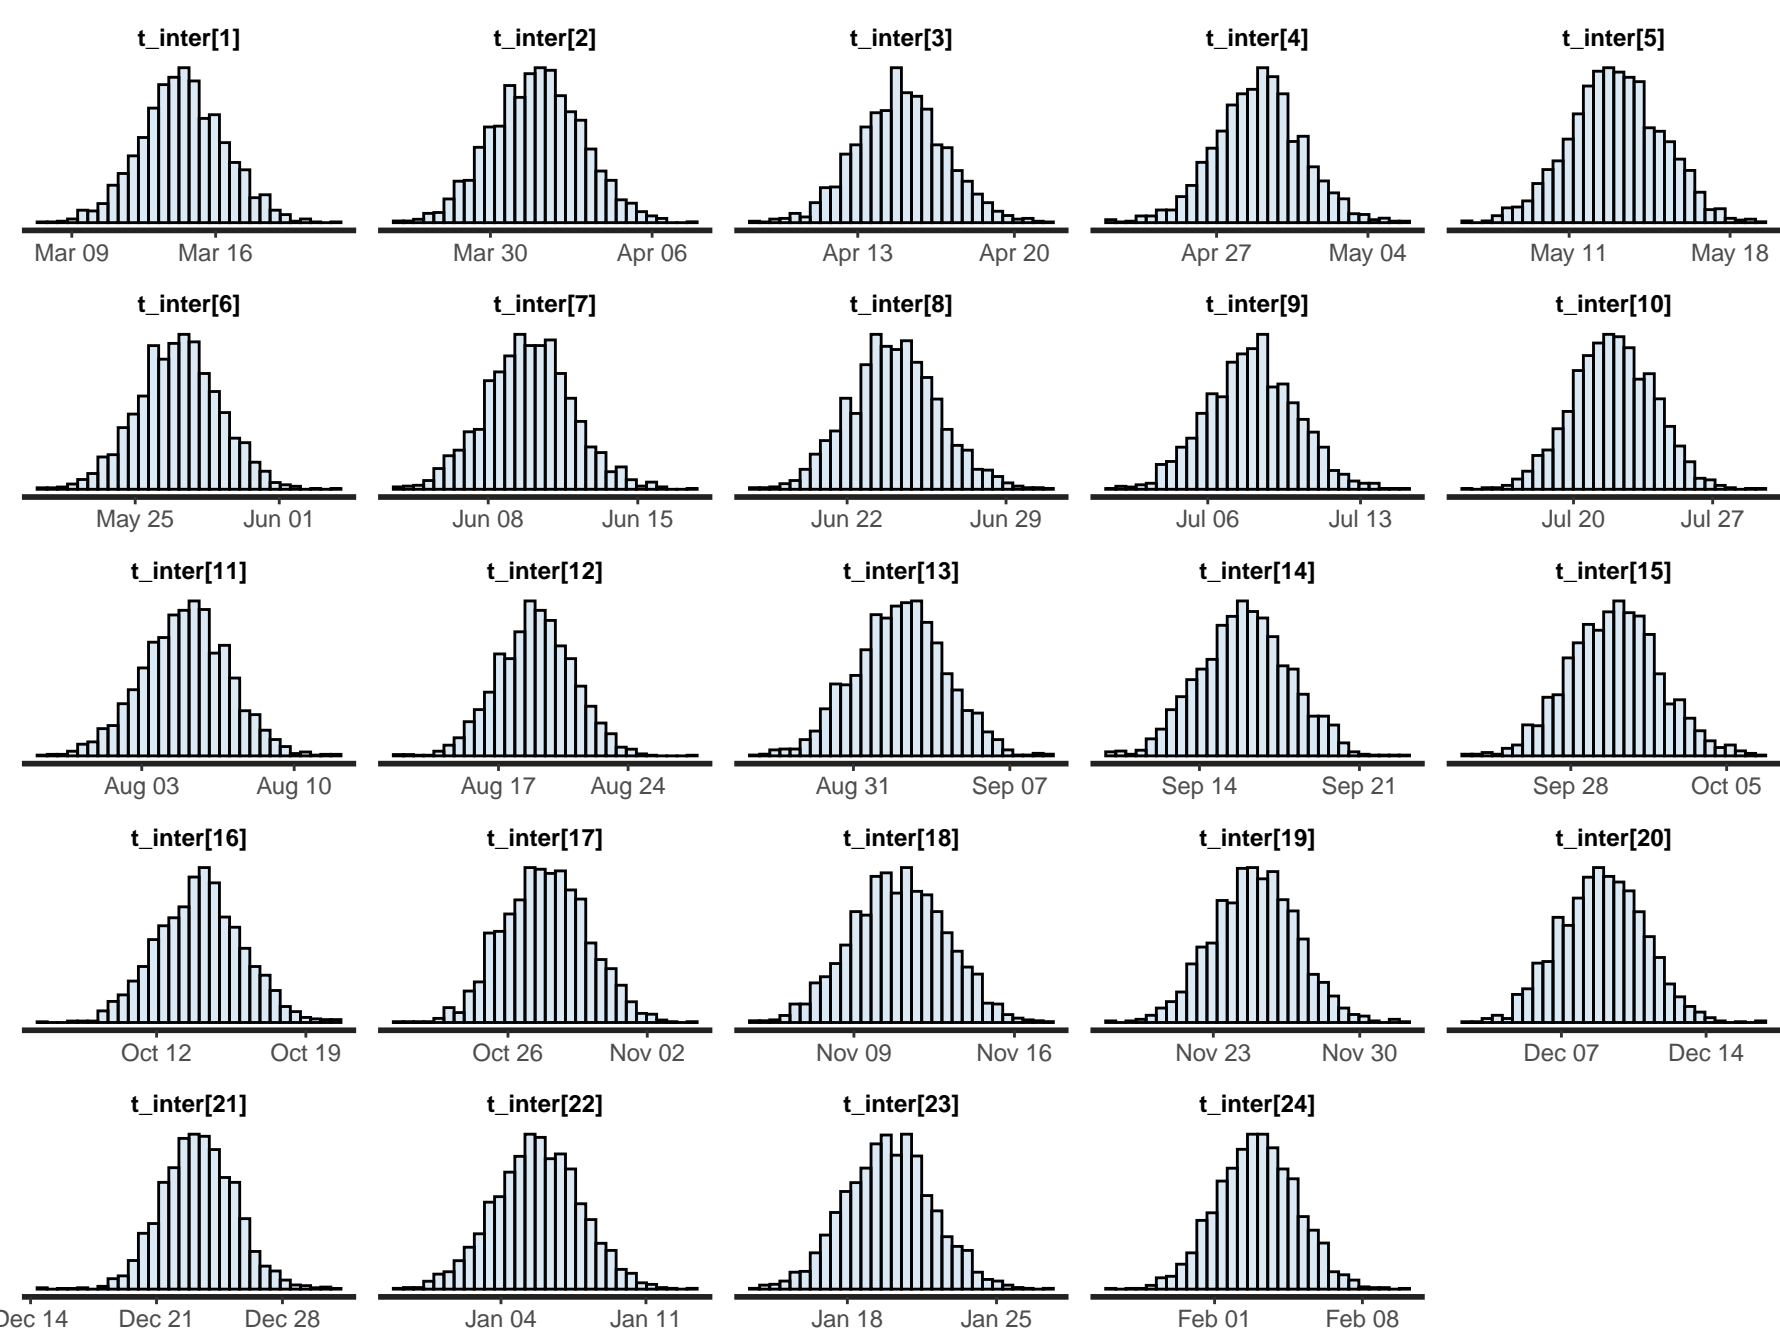 t_inter[1] t_inter[2] t_inter[3] t_inter[4] t_inter[5]
Mar 09 Mar 16 Mar 30 Apr 06 Apr 13 Apr 20 Apr 27 May 04 May 11 May 18
t_inter[6] t_inter[7] t_inter[8] t_inter[9] t_inter[10]
May 25 Jun 01 Jun 08 Jun 15 Jun 22 Jun 29 Jul 06 Jul 13 Jul 20 Jul 27
t_inter[11] t_inter[12] t_inter[13] t_inter[14] t_inter[15]
Aug 03 Aug 10 Aug 17 Aug 24 Aug 31 Sep 07 Sep 14 Sep 21 Sep 28 Oct 05
t_inter[16] t_inter[17] t_inter[18] t_inter[19] t_inter[20]
Oct 12 Oct 19 Oct 26 Nov 02 Nov 09 Nov 16 Nov 23 Nov 30 Dec 07 Dec 14
t_inter[21] t_inter[22] t_inter[23] t_inter[24]
Dec 14 Dec 21 Dec 28 Jan 04 Jan 11 Jan 18 Jan 25 Feb 01 Feb 08